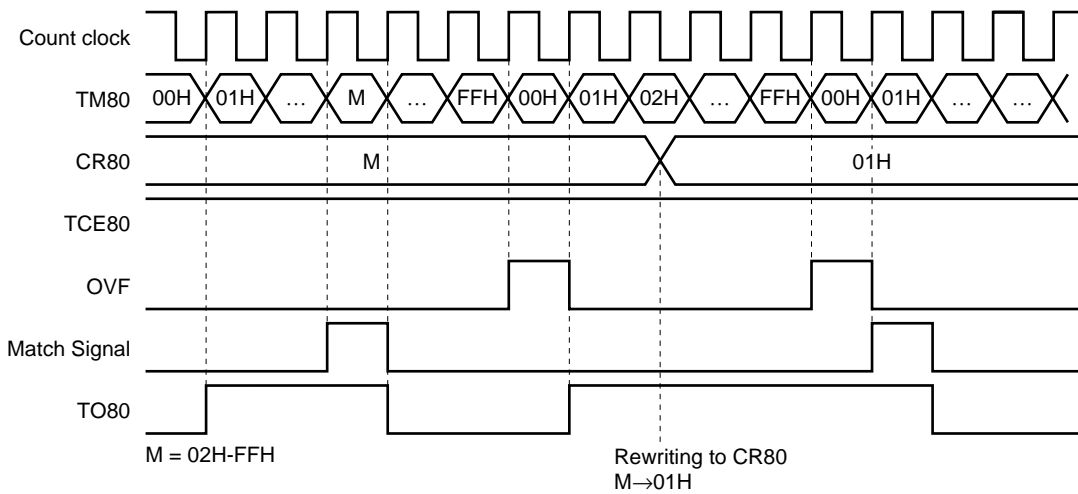 Count clock
TM80 00H 01H ... M ... FFH 00H 01H 02H ... FFH 00H 01H ... ...
CR80 M 01H
TCE80
OVF
Match Signal
TO80
M = 02H-FFH
Rewriting to CR80
M→01H